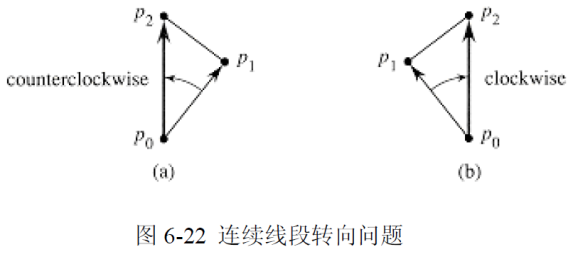 p2 p2
p1 p1
counterclockwise clockwise
p0 p0
(a) (b)
图 6-22 连续线段转向问题